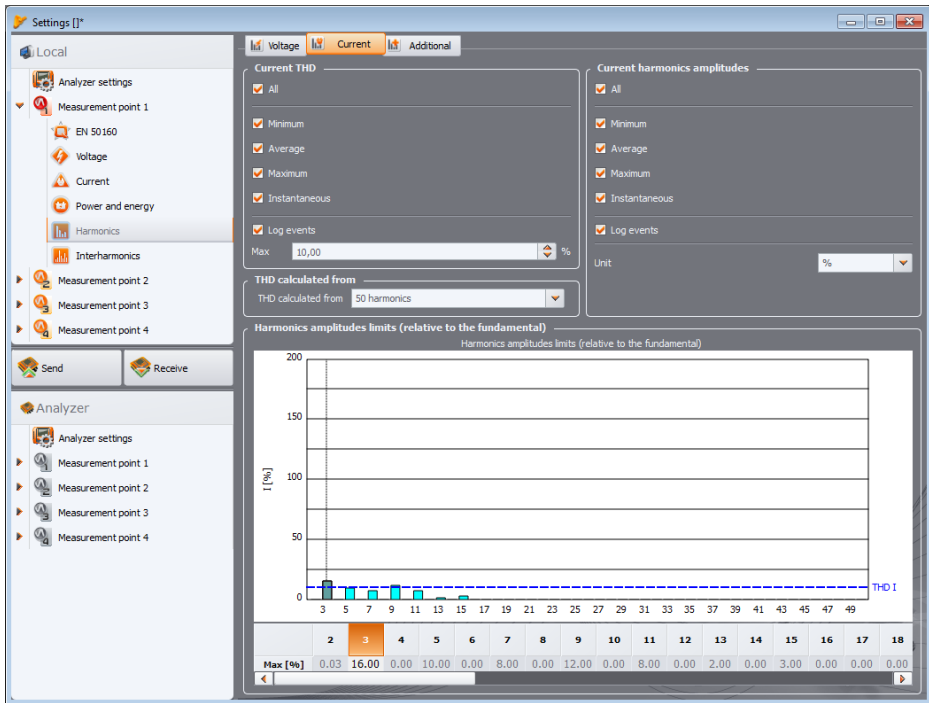 Settings []*
Local
Analyzer settings
Measurement point 1
EN 50160
Voltage
Current
Power and energy
Harmonics
Interharmonics
Measurement point 2
Measurement point 3
Measurement point 4
Send Receive
Analyzer
Analyzer settings
Measurement point 1
Measurement point 2
Measurement point 3
Measurement point 4
Voltage Current Additional
Current THD
All
Minimum
Average
Maximum
Instantaneous
Log events
Max 10,00 %
THD calculated from
THD calculated from 50 harmonics
Current harmonics amplitudes
All
Minimum
Average
Maximum
Instantaneous
Log events
Unit %
Harmonics amplitudes limits (relative to the fundamental)
Harmonics amplitudes limits (relative to the fundamental)
200
150
I [%]
100
50
THD I
0
3 5 7 9 11 13 15 17 19 21 23 25 27 29 31 33 35 37 39 41 43 45 47 49
2 3 4 5 6 7 8 9 10 11 12 13 14 15 16 17 18
Max [%] 0.03 16.00 0.00 10.00 0.00 8.00 0.00 12.00 0.00 8.00 0.00 2.00 0.00 3.00 0.00 0.00 0.00